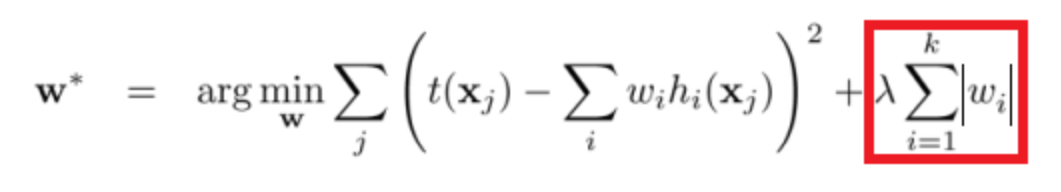 w* = arg min_w ∑_j ( t(x_j) − ∑_i w_i h_i(x_j) )² + λ ∑_{i=1}^{k} |w_i|